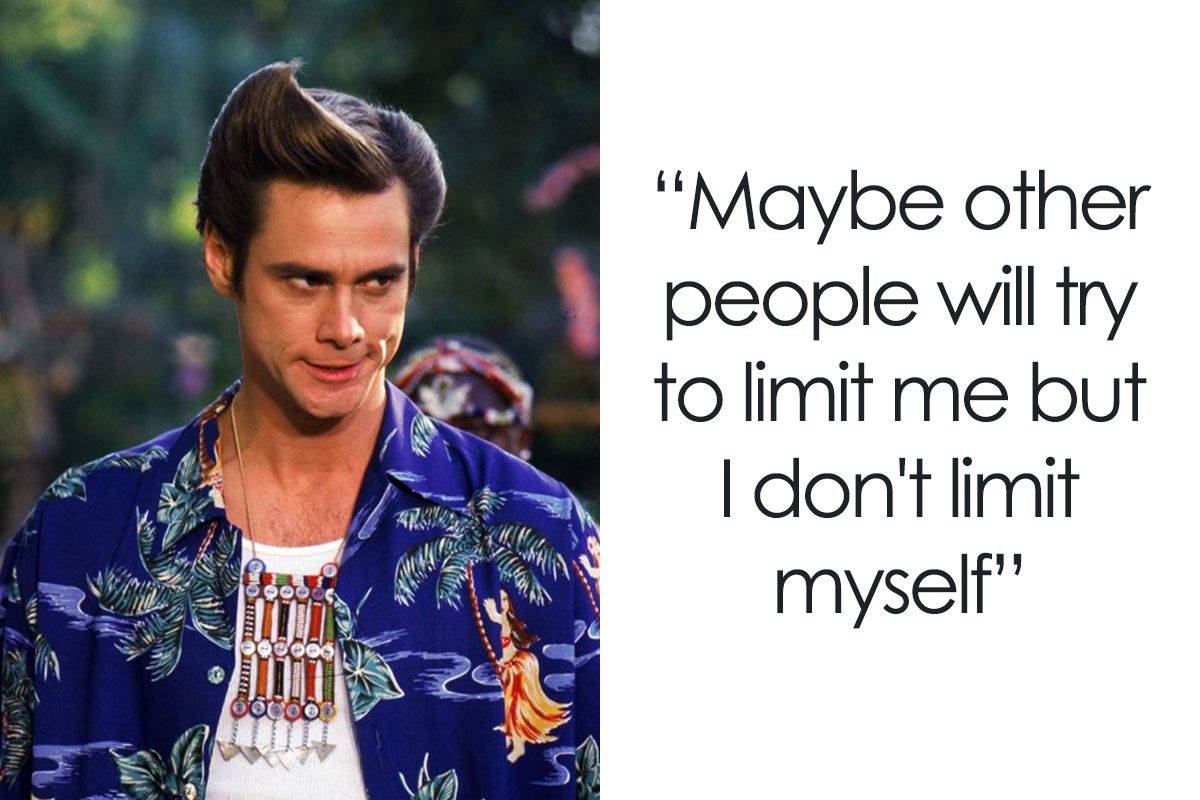 “Maybe other
people will try
to limit me but
I don't limit
myself”